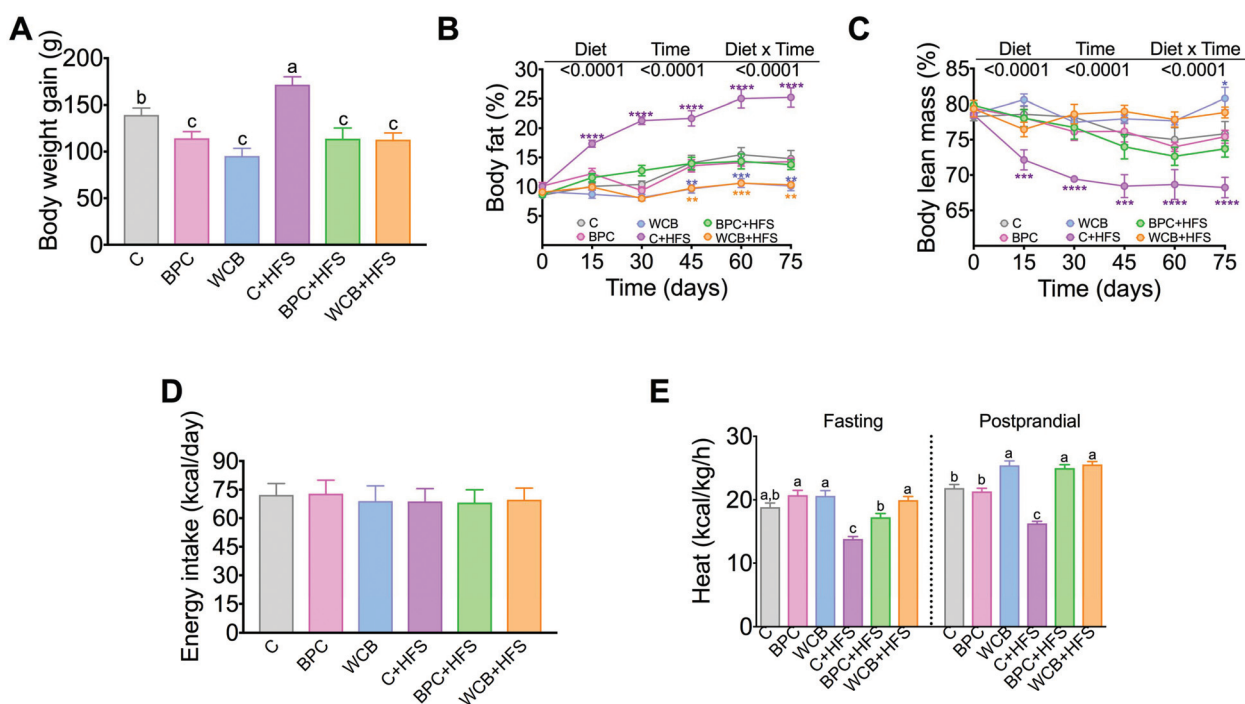 A
Body weight gain (g)
200
150
100
50
0
b
c
c
a
c
c
C
BPC
WCB
C+HFS
BPC+HFS
WCB+HFS
B
Diet Time Diet x Time
<0.0001 <0.0001 <0.0001
Body fat (%)
30
25
20
15
10
5
****
****
****
****
****
** *** **
** *** **
C WCB BPC+HFS
BPC C+HFS WCB+HFS
0 15 30 45 60 75
Time (days)
C
Diet Time Diet x Time
<0.0001 <0.0001 <0.0001
Body lean mass (%)
85
80
75
70
65
*
*** **** *** **** ****
C WCB BPC+HFS
BPC C+HFS WCB+HFS
0 15 30 45 60 75
Time (days)
D
Energy intake (kcal/day)
90
75
60
45
30
15
0
C
BPC
WCB
C+HFS
BPC+HFS
WCB+HFS
E
Fasting Postprandial
Heat (kcal/kg/h)
30
20
10
0
a,b a a c b a
b b a c a a
C
BPC
WCB
C+HFS
BPC+HFS
WCB+HFS
C
BPC
WCB
C+HFS
BPC+HFS
WCB+HFS